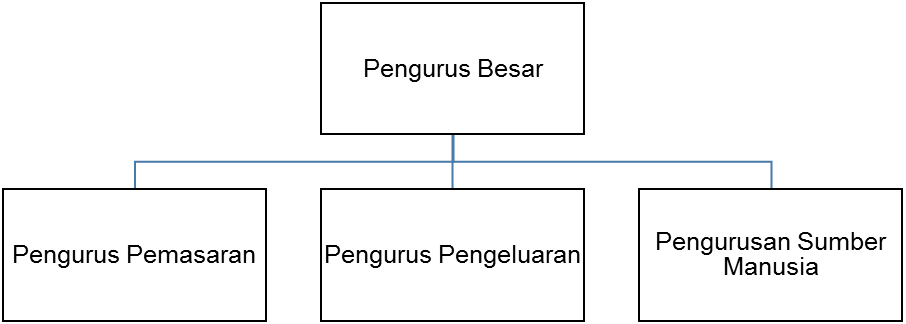 Pengurus Besar
Pengurus Pemasaran
Pengurus Pengeluaran
Pengurusan Sumber
Manusia